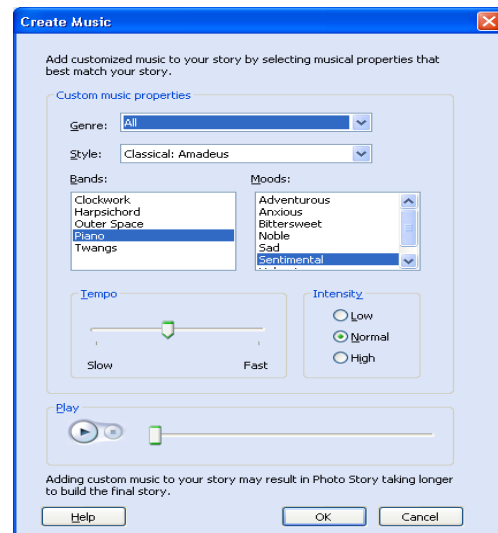 Create Music
Add customized music to your story by selecting musical properties that
best match your story.
Custom music properties
Genre: All
Style: Classical: Amadeus
Bands:
Clockwork
Harpsichord
Outer Space
Piano
Twangs
Moods:
Adventurous
Anxious
Bittersweet
Noble
Sad
Sentimental
Tempo
Slow Fast
Intensity
Low
Normal
High
Play
Adding custom music to your story may result in Photo Story taking longer
to build the final story.
Help OK Cancel